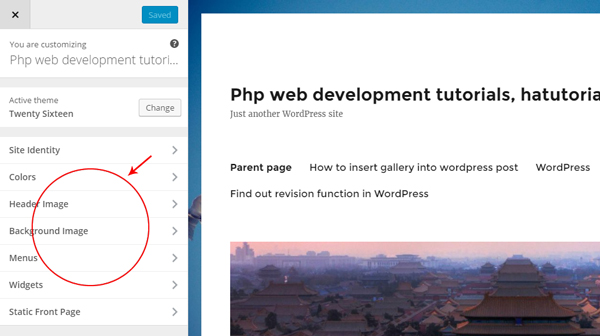 Saved
You are customizing
Php web development tutori...
Active theme
Twenty Sixteen
Change
Site Identity
Colors
Header Image
Background Image
Menus
Widgets
Static Front Page
Php web development tutorials, hatutoria
Just another WordPress site
Parent page How to insert gallery into wordpress post WordPress
Find out revision function in WordPress